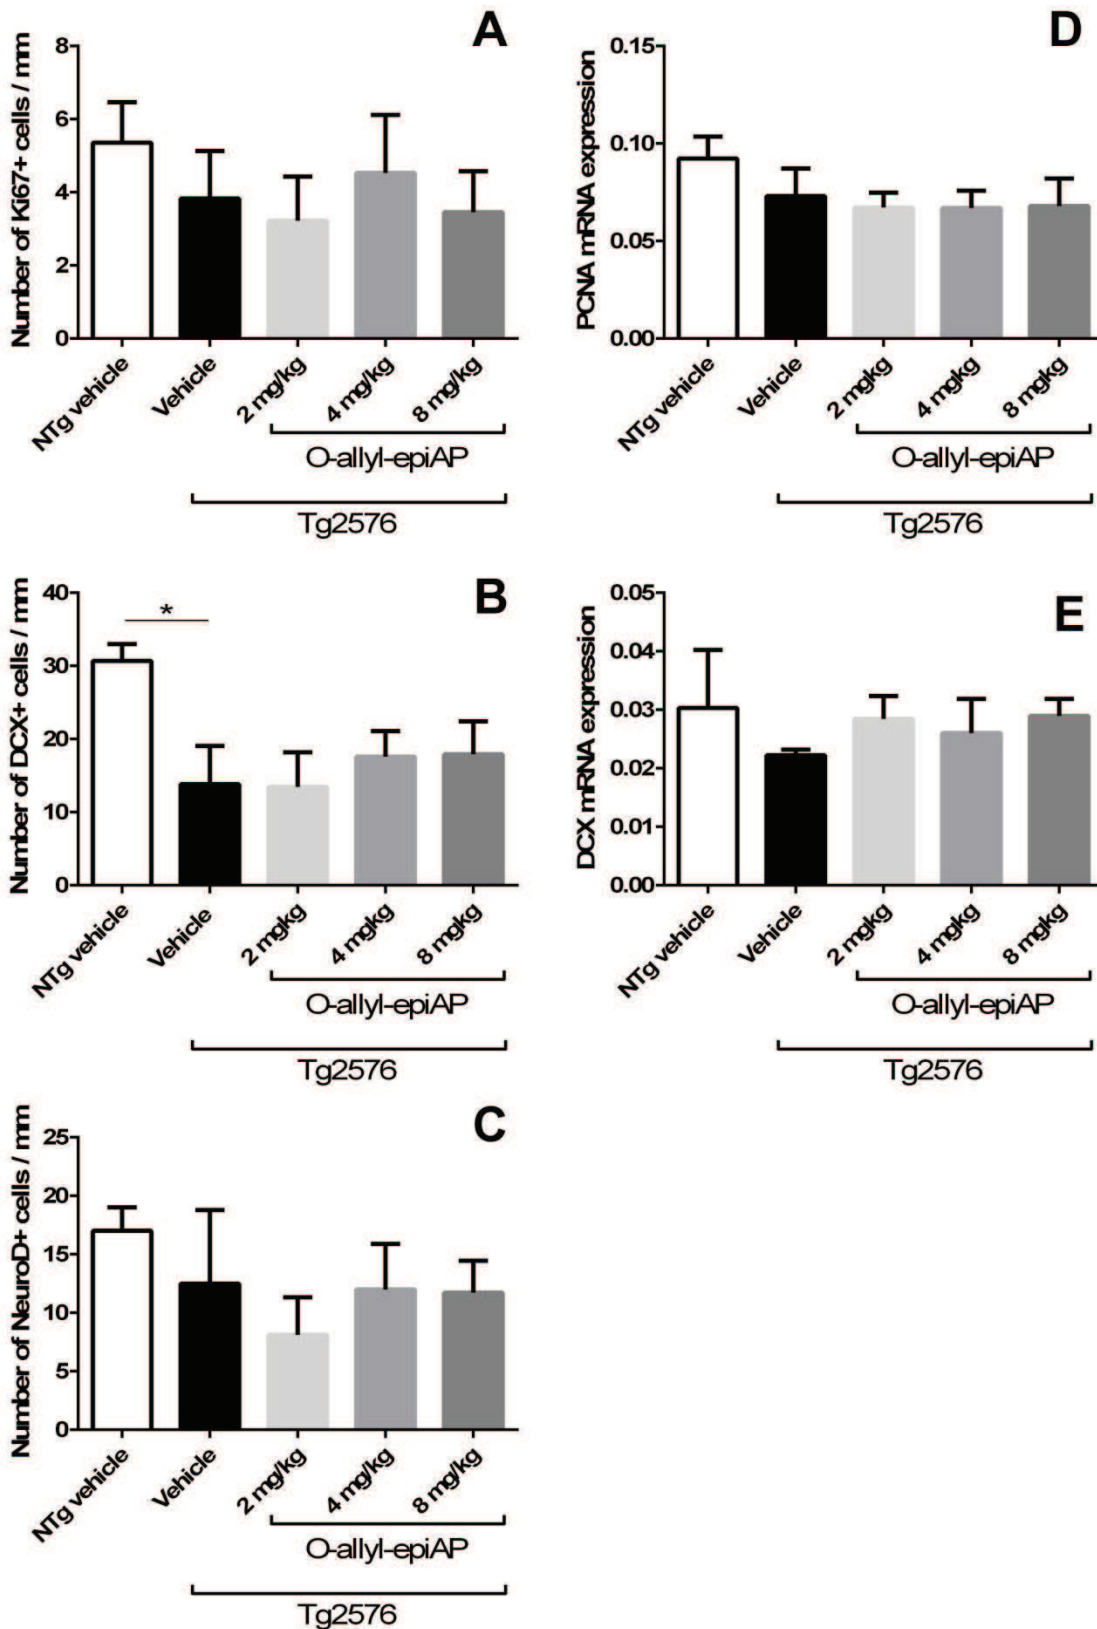 A
Number of Ki67+ cells / mm
8
6
4
2
0
NTg vehicle
Vehicle
2 mg/kg
4 mg/kg
8 mg/kg
O-allyl-epiAP
Tg2576
D
PCNA mRNA expression
0.15
0.10
0.05
0.00
NTg vehicle
Vehicle
2 mgkg
4 mgkg
8 mgkg
O-allyl-epiAP
Tg2576
B
Number of DCX+ cells / mm
40
30
20
10
0
*
NTg vehicle
Vehicle
2 mgkg
4 mgkg
8 mgkg
O-allyl-epiAP
Tg2576
E
DCX mRNA expression
0.05
0.04
0.03
0.02
0.01
0.00
NTg vehicle
Vehicle
2 mgkg
4 mgkg
8 mgkg
O-allyl-epiAP
Tg2576
C
Number of NeuroD+ cells / mm
25
20
15
10
5
0
NTg vehicle
Vehicle
2 mg/kg
4 mg/kg
8 mg/kg
O-allyl-epiAP
Tg2576